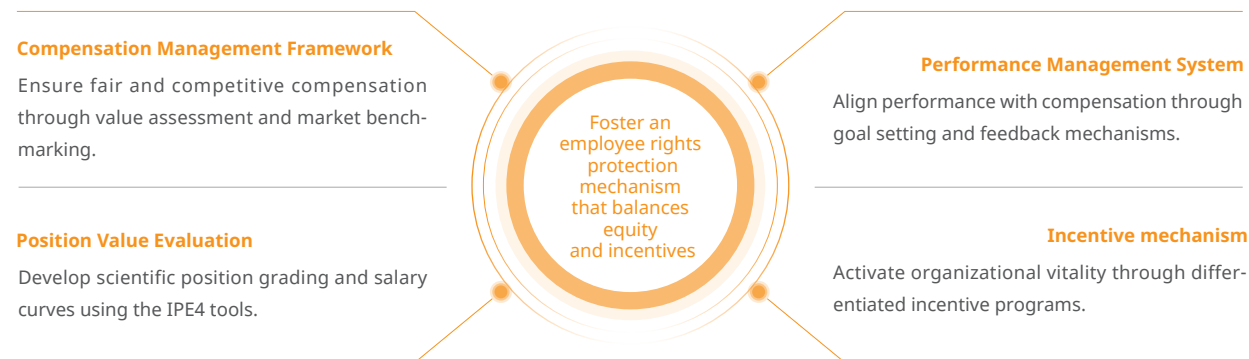 Compensation Management Framework
Ensure fair and competitive compensation
through value assessment and market bench-
marking.
Position Value Evaluation
Develop scientific position grading and salary
curves using the IPE4 tools.
Foster an
employee rights
protection
mechanism
that balances
equity
and incentives
Performance Management System
Align performance with compensation through
goal setting and feedback mechanisms.
Incentive mechanism
Activate organizational vitality through differ-
entiated incentive programs.